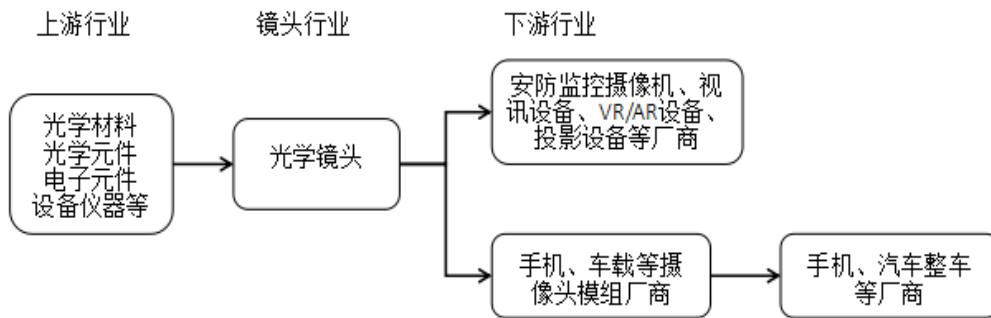 上游行业
镜头行业
下游行业
光学材料
光学元件
电子元件
设备仪器等
光学镜头
安防监控摄像机、视
讯设备、VR/AR设备、
投影设备等厂商
手机、车载等摄
像头模组厂商
手机、汽车整车
等厂商